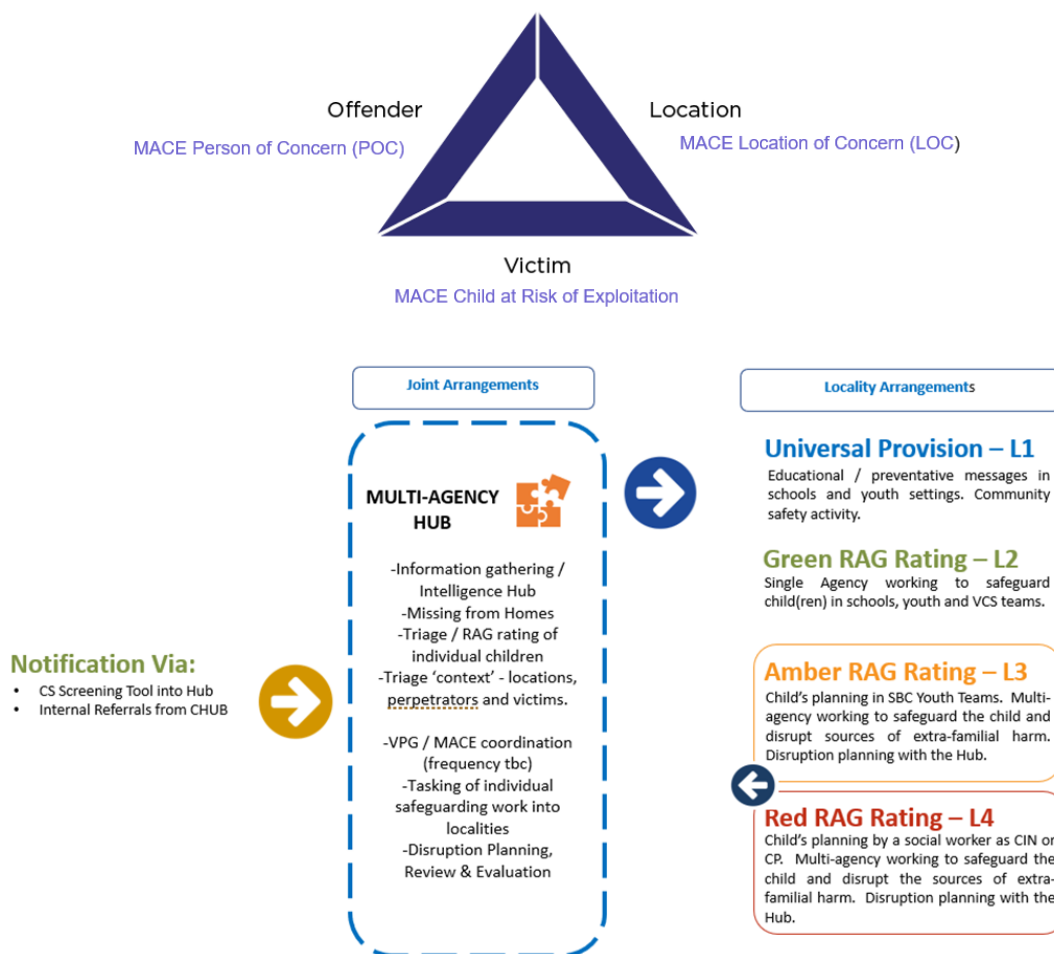 Offender
MACE Person of Concern (POC)
Location
MACE Location of Concern (LOC)
Victim
MACE Child at Risk of Exploitation
Notification Via:
• CS Screening Tool into Hub
• Internal Referrals from CHUB
Joint Arrangements
MULTI-AGENCY
HUB
-Information gathering /
Intelligence Hub
-Missing from Homes
-Triage / RAG rating of
individual children
-Triage ‘context’ - locations,
perpetrators and victims.
-VPG / MACE coordination
(frequency tbc)
-Tasking of individual
safeguarding work into
localities
-Disruption Planning,
Review & Evaluation
Locality Arrangements
Universal Provision – L1
Educational / preventative messages in
schools and youth settings. Community
safety activity.
Green RAG Rating – L2
Single Agency working to safeguard
child(ren) in schools, youth and VCS teams.
Amber RAG Rating – L3
Child’s planning in SBC Youth Teams. Multi-
agency working to safeguard the child and
disrupt sources of extra-familial harm.
Disruption planning with the Hub.
Red RAG Rating – L4
Child’s planning by a social worker as CIN or
CP. Multi-agency working to safeguard the
child and disrupt the sources of extra-
familial harm. Disruption planning with the
Hub.